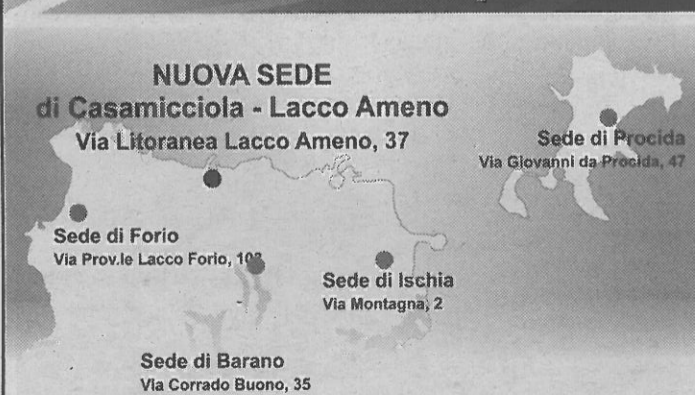 NUOVA SEDE
di Casamicciola - Lacco Ameno
Via Litoranea Lacco Ameno, 37
Sede di Procida
Via Giovanni da Procida, 47
Sede di Forio
Via Prov.le Lacco Forio,
Sede di Ischia
Via Montagna, 2
Sede di Barano
Via Corrado Buono, 35